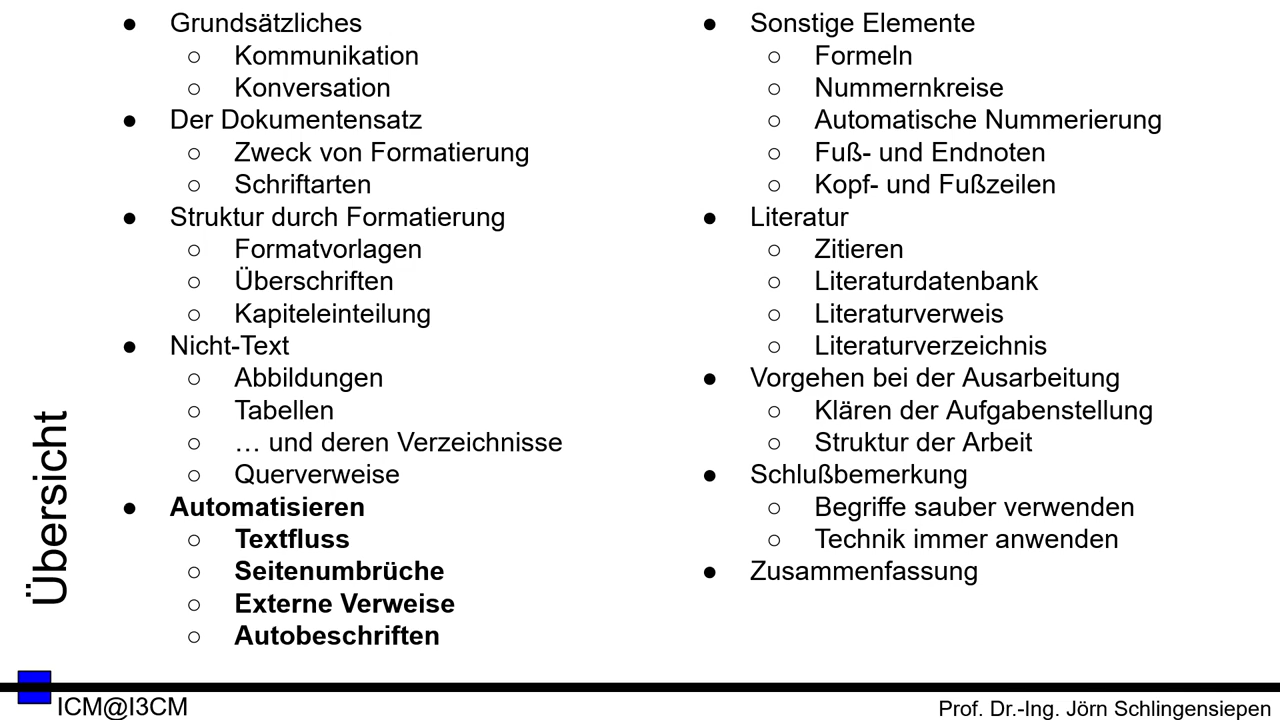 Übersicht
● Grundsätzliches
○ Kommunikation
○ Konversation
● Der Dokumentensatz
○ Zweck von Formatierung
○ Schriftarten
● Struktur durch Formatierung
○ Formatvorlagen
○ Überschriften
○ Kapiteleinteilung
● Nicht-Text
○ Abbildungen
○ Tabellen
○ … und deren Verzeichnisse
○ Querverweise
● Automatisieren
○ Textfluss
○ Seitenumbrüche
○ Externe Verweise
○ Autobeschriften
● Sonstige Elemente
○ Formeln
○ Nummernkreise
○ Automatische Nummerierung
○ Fuß- und Endnoten
○ Kopf- und Fußzeilen
● Literatur
○ Zitieren
○ Literaturdatenbank
○ Literaturverweis
○ Literaturverzeichnis
● Vorgehen bei der Ausarbeitung
○ Klären der Aufgabenstellung
○ Struktur der Arbeit
● Schlußbemerkung
○ Begriffe sauber verwenden
○ Technik immer anwenden
● Zusammenfassung
ICM@I3CM
Prof. Dr.-Ing. Jörn Schlingensiepen